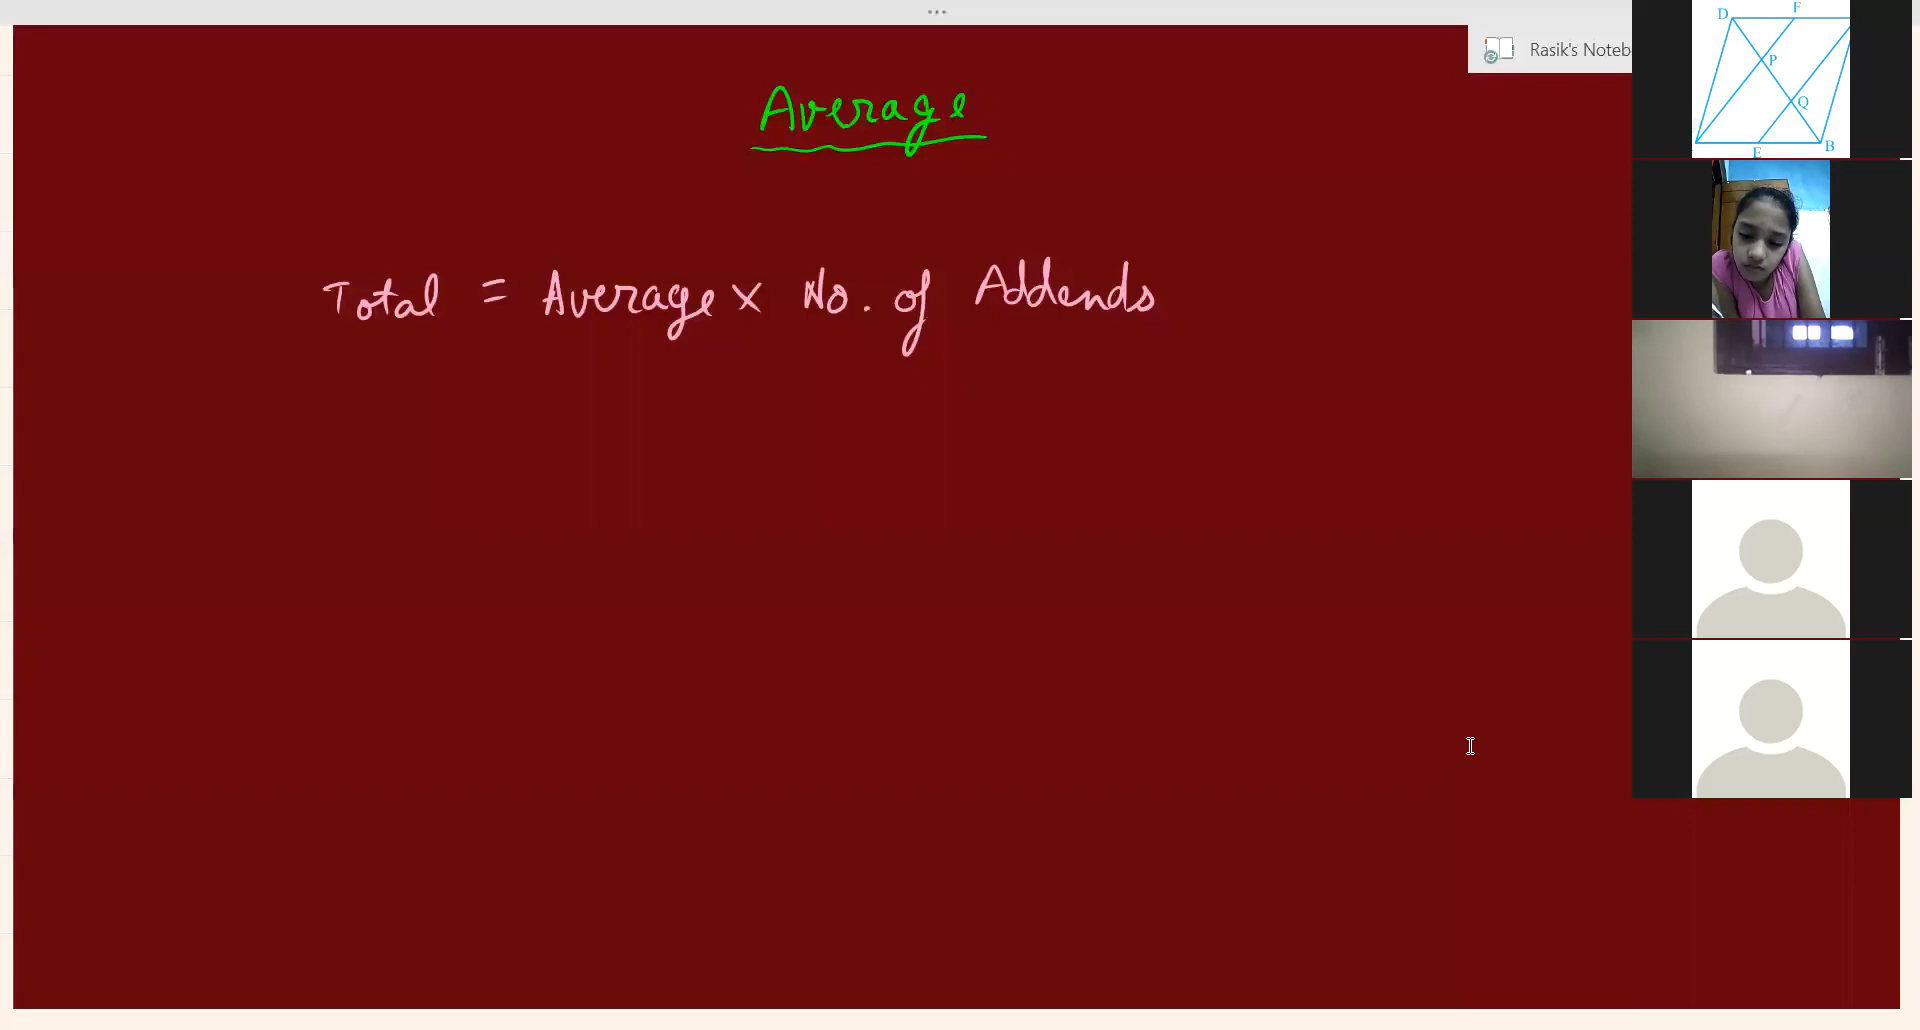 Average
Total = Average × No. of Addends
Rasik's Noteb
D F
P
Q
E B